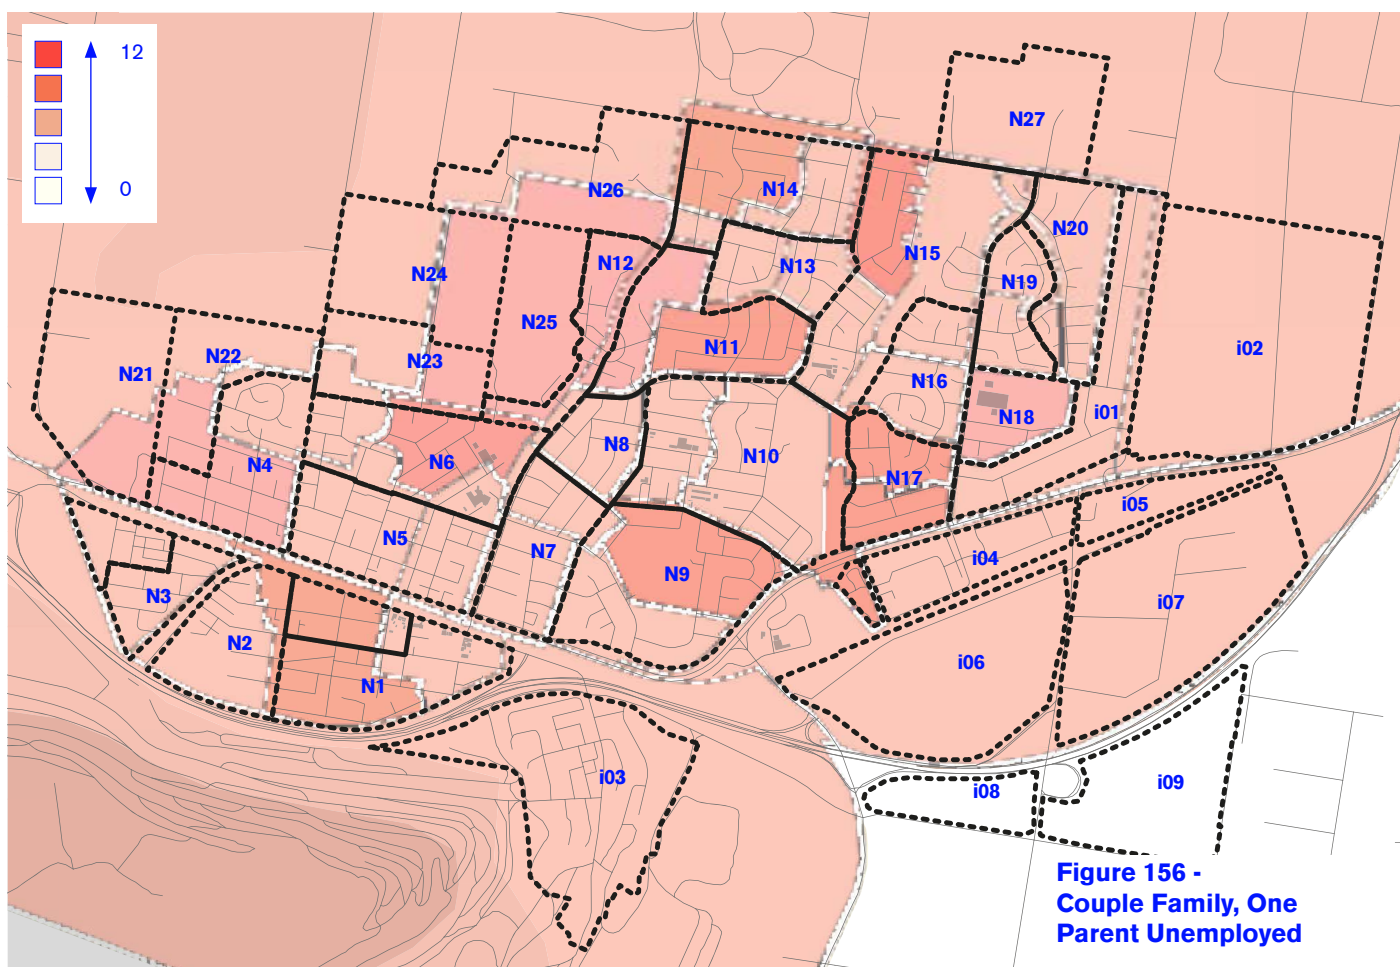 12
0
N27
N14
N26
N20
N15
N12
N13
N24
N19
N25
N11
i02
N22
N23
N21
N16
i01
N18
N8
N10
N4
N6
N17
i05
N5
N7
i04
N9
N3
i07
N2
i06
N1
i03
i08
i09
Figure 156 -
Couple Family, One
Parent Unemployed